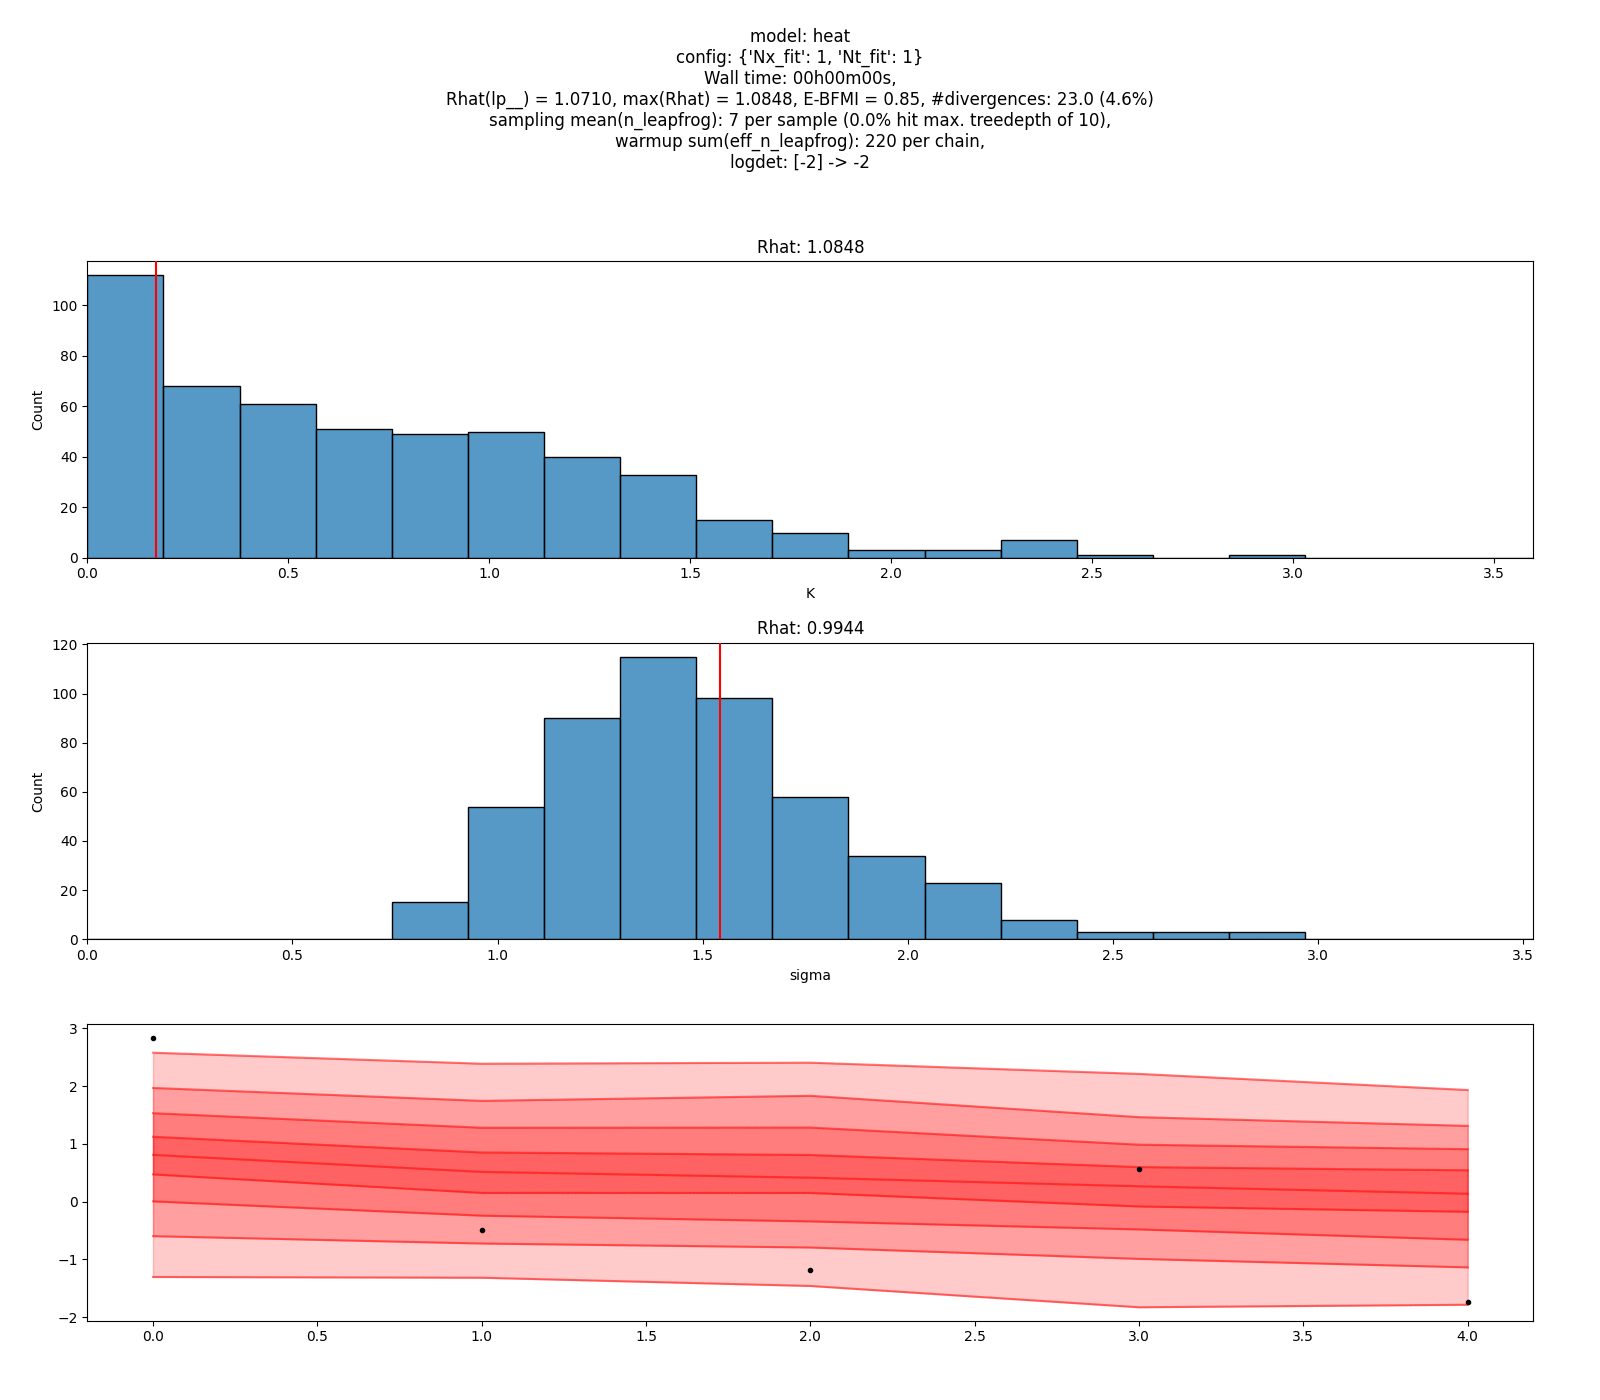 model: heat
config: {'Nx_fit': 1, 'Nt_fit': 1}
Wall time: 00h00m00s,
Rhat(lp__) = 1.0710, max(Rhat) = 1.0848, E-BFMI = 0.85, #divergences: 23.0 (4.6%)
sampling mean(n_leapfrog): 7 per sample (0.0% hit max. treedepth of 10),
warmup sum(eff_n_leapfrog): 220 per chain,
logdet: [-2] -> -2
Rhat: 1.0848
100
80
60
40
20
0
Count
0.0 0.5 1.0 1.5 2.0 2.5 3.0 3.5
K
Rhat: 0.9944
120
100
80
60
40
20
0
Count
0.0 0.5 1.0 1.5 2.0 2.5 3.0 3.5
sigma
3
2
1
0
−1
−2
0.0 0.5 1.0 1.5 2.0 2.5 3.0 3.5 4.0